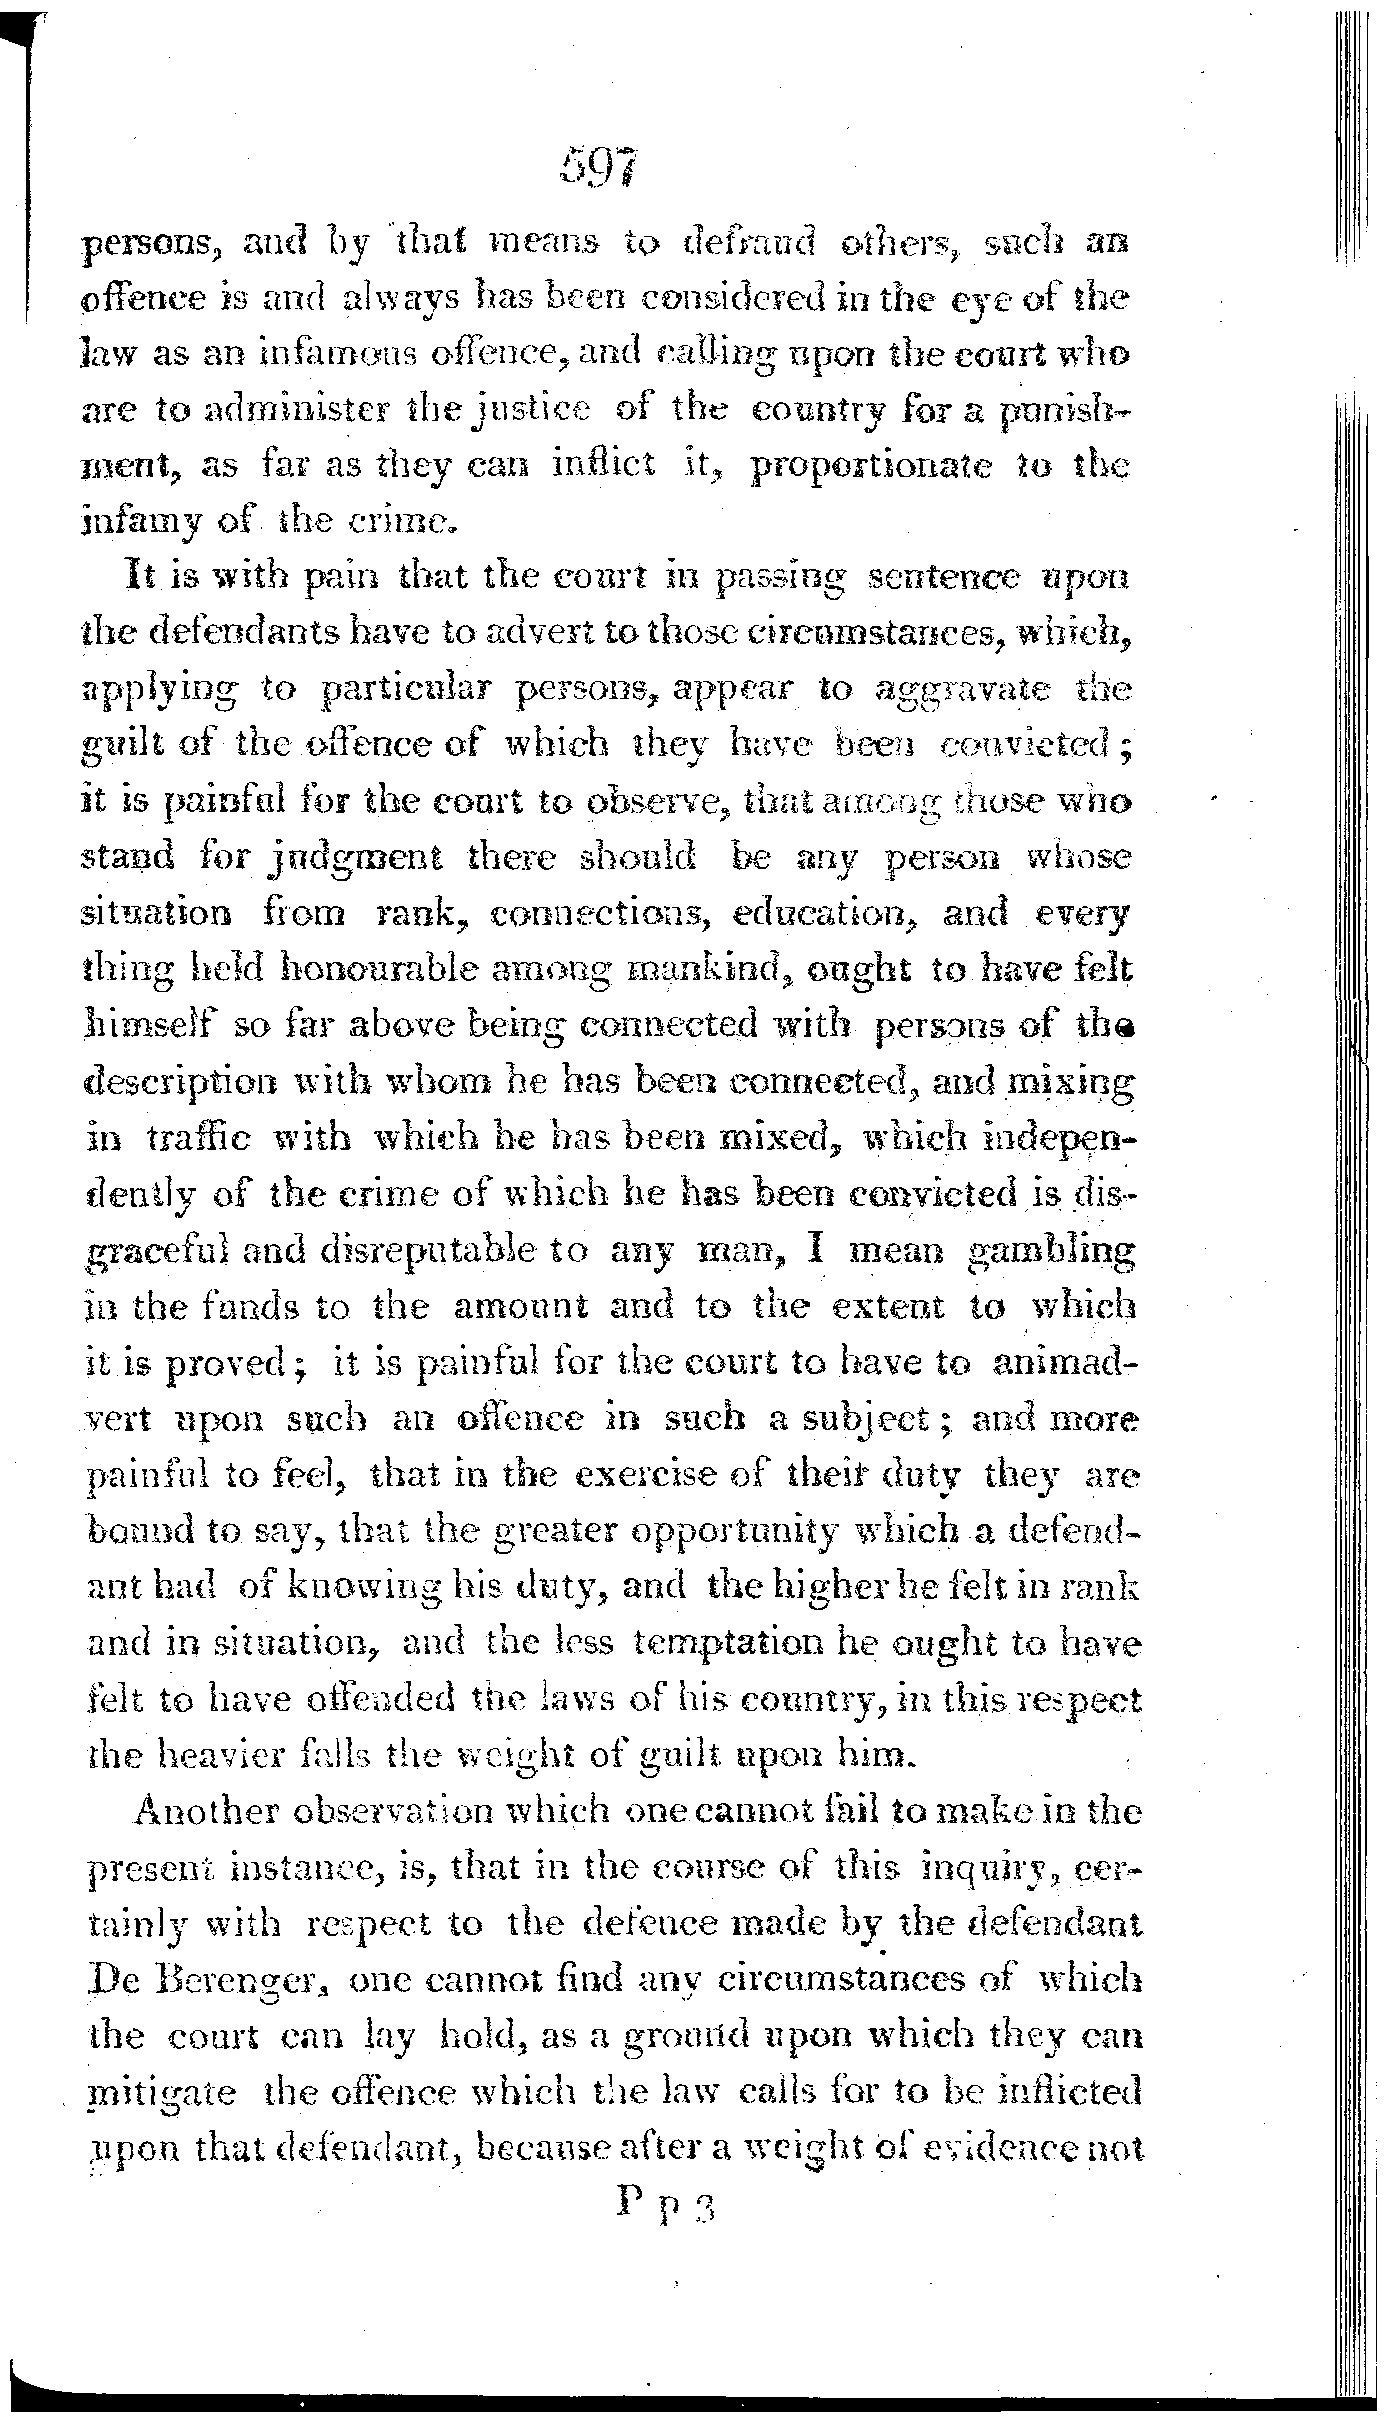 597
persons, and by that means to defraud others, such an
offence is and always has been considered in the eye of the
law as an infamous offence, and calling upon the court who
are to administer the justice of the country for a punish-
ment, as far as they can inflict it, proportionate to the
infamy of the crime.
It is with pain that the court in passing sentence upon
the defendants have to advert to those circumstances, which,
applying to particular persons, appear to aggravate the
guilt of the offence of which they have been convicted;
it is painful for the court to observe, that among those who
stand for judgment there should be any person whose
situation from rank, connections, education, and every
thing held honourable among mankind, ought to have felt
himself so far above being connected with persons of the
description with whom he has been connected, and mixing
in traffic with which he has been mixed, which indepen-
dently of the crime of which he has been convicted is dis-
graceful and disreputable to any man, I mean gambling
in the funds to the amount and to the extent to which
it is proved; it is painful for the court to have to animad-
vert upon such an offence in such a subject; and more
painful to feel, that in the exercise of their duty they are
bound to say, that the greater opportunity which a defend-
ant had of knowing his duty, and the higher he felt in rank
and in situation, and the less temptation he ought to have
felt to have offended the laws of his country, in this respect
the heavier falls the weight of guilt upon him.
Another observation which one cannot fail to make in the
present instance, is, that in the course of this inquiry, cer-
tainly with respect to the defence made by the defendant
De Berenger, one cannot find any circumstances of which
the court can lay hold, as a ground upon which they can
mitigate the offence which the law calls for to be inflicted
upon that defendant, because after a weight of evidence not
P p 3